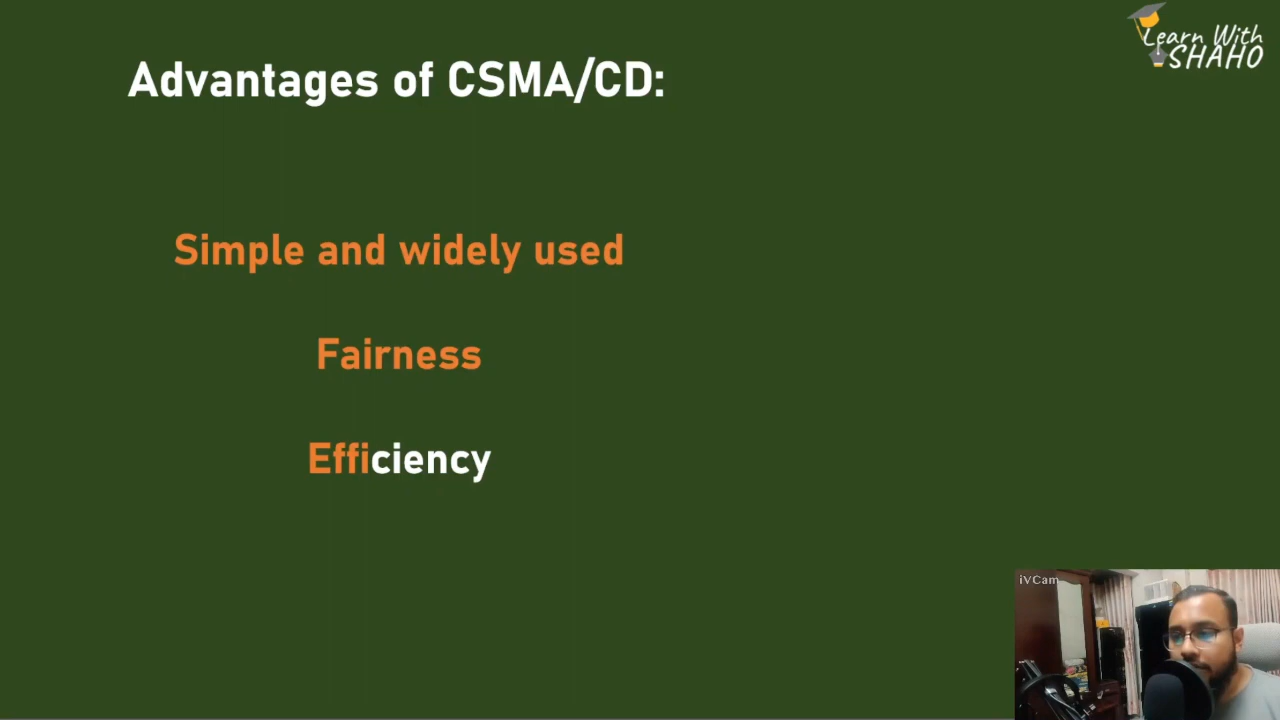 Learn With
SHAHO
Advantages of CSMA/CD:
Simple and widely used
Fairness
Efficiency
iVCam